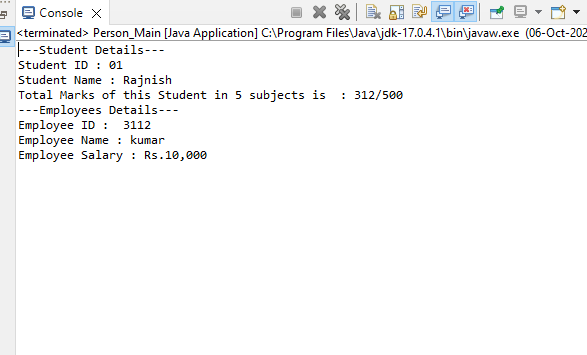 Console
<terminated> Person_Main [Java Application] C:\Program Files\Java\jdk-17.0.4.1\bin\javaw.exe (06-Oct-202
---Student Details---
Student ID : 01
Student Name : Rajnish
Total Marks of this Student in 5 subjects is  : 312/500
---Employees Details---
Employee ID :  3112
Employee Name : kumar
Employee Salary : Rs.10,000